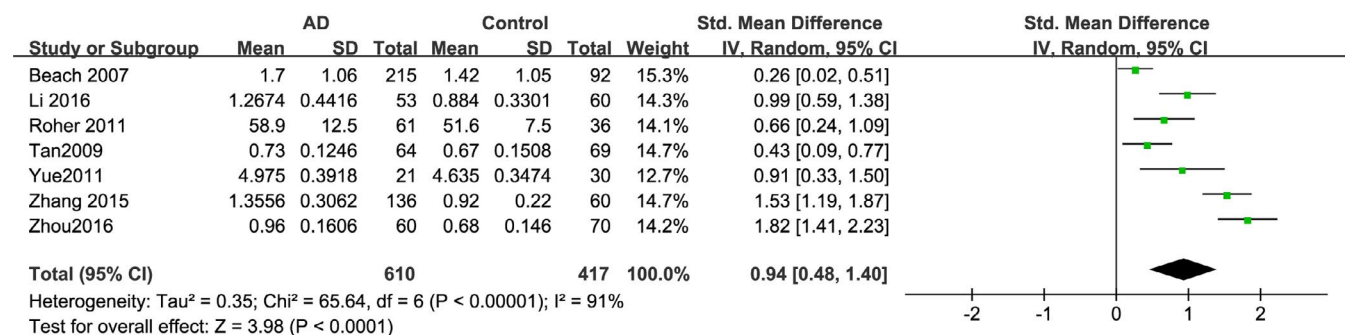 AD Control Std. Mean Difference Std. Mean Difference
Study or Subgroup Mean SD Total Mean SD Total Weight IV, Random, 95% CI IV, Random, 95% CI
Beach 2007 1.7 1.06 215 1.42 1.05 92 15.3% 0.26 [0.02, 0.51]
Li 2016 1.2674 0.4416 53 0.884 0.3301 60 14.3% 0.99 [0.59, 1.38]
Roher 2011 58.9 12.5 61 51.6 7.5 36 14.1% 0.66 [0.24, 1.09]
Tan2009 0.73 0.1246 64 0.67 0.1508 69 14.7% 0.43 [0.09, 0.77]
Yue2011 4.975 0.3918 21 4.635 0.3474 30 12.7% 0.91 [0.33, 1.50]
Zhang 2015 1.3556 0.3062 136 0.92 0.22 60 14.7% 1.53 [1.19, 1.87]
Zhou2016 0.96 0.1606 60 0.68 0.146 70 14.2% 1.82 [1.41, 2.23]
Total (95% CI) 610 417 100.0% 0.94 [0.48, 1.40]
Heterogeneity: Tau² = 0.35; Chi² = 65.64, df = 6 (P < 0.00001); I² = 91%
Test for overall effect: Z = 3.98 (P < 0.0001)
-2 -1 0 1 2